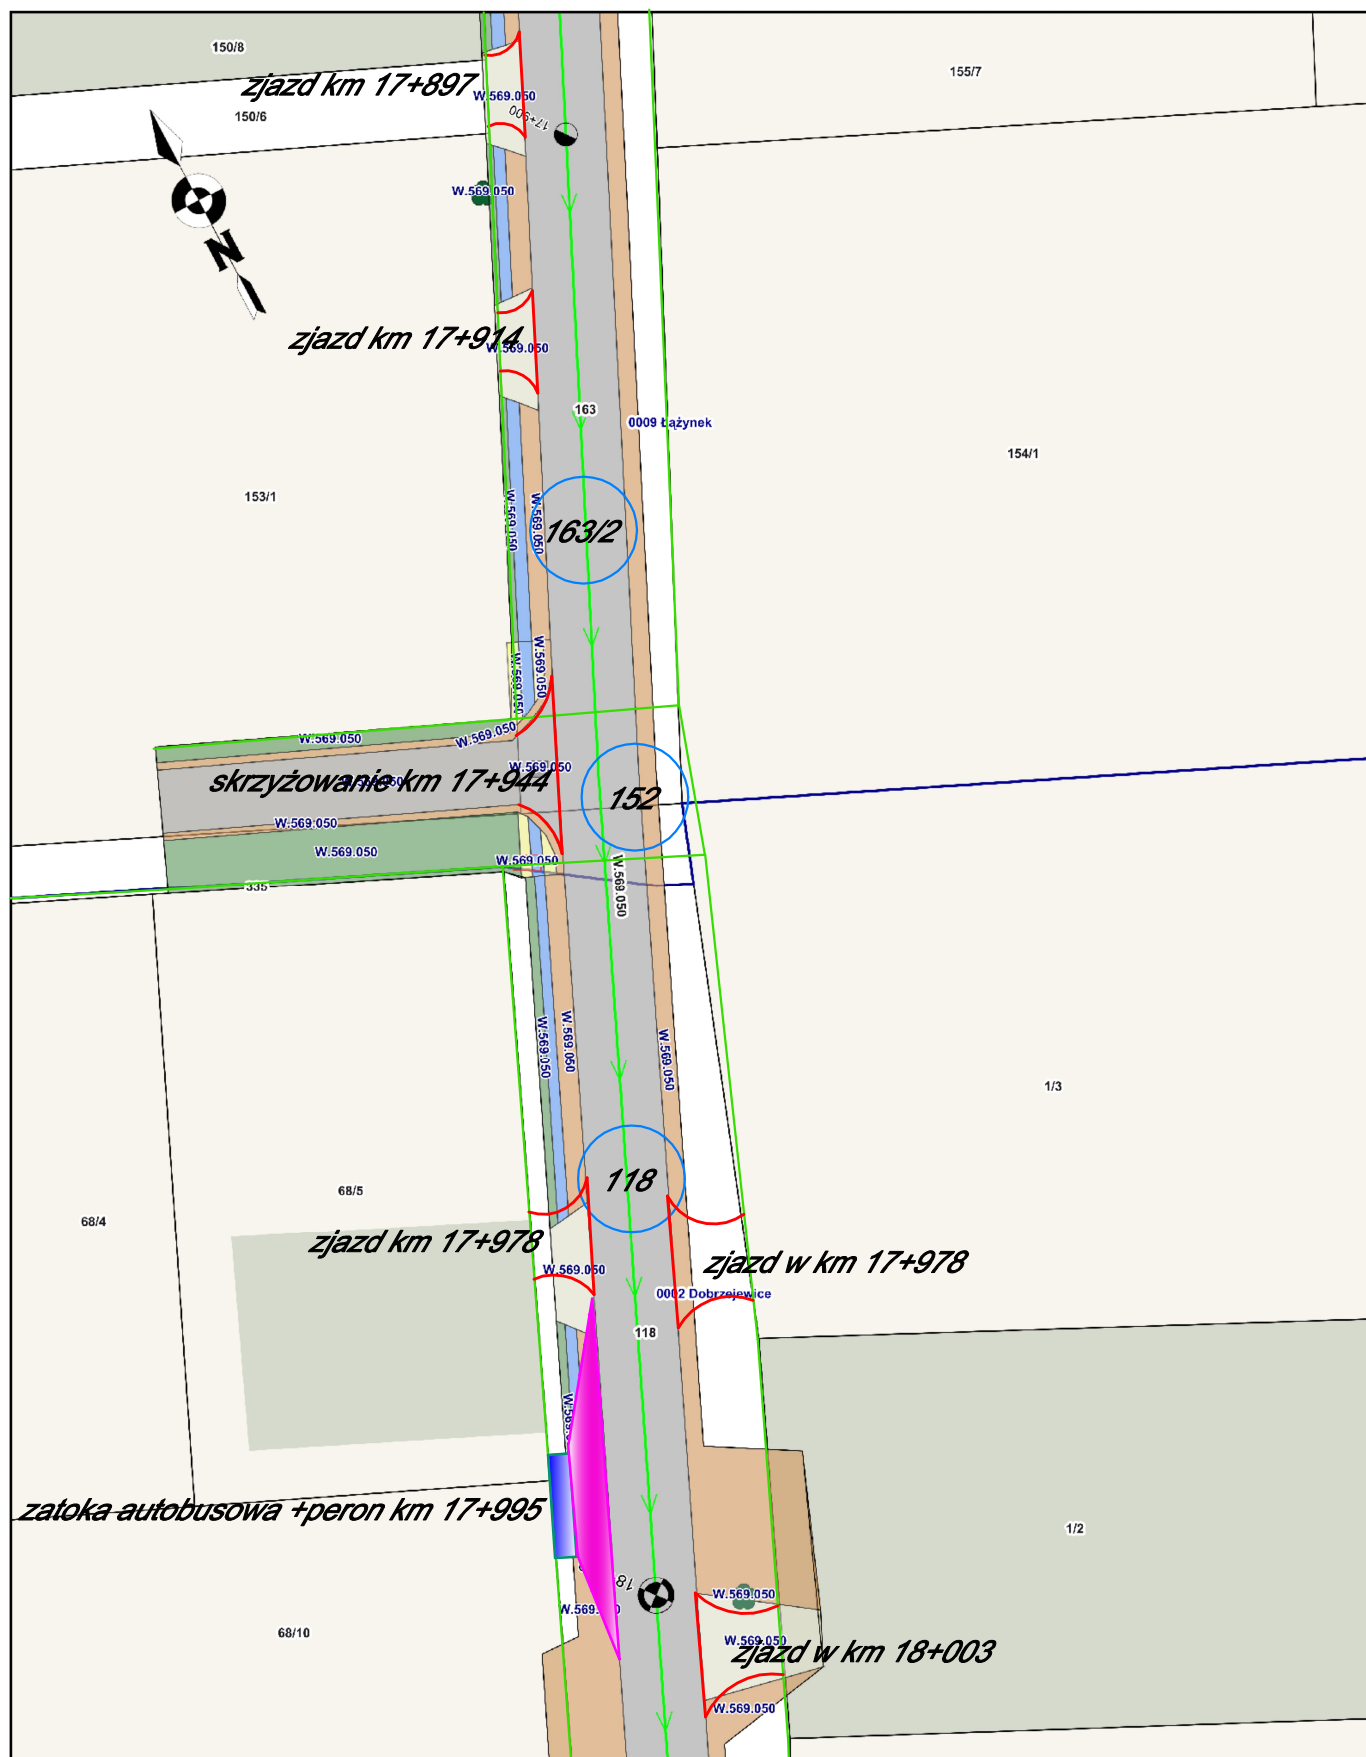 150/8
155/7
zjazd km 17+897
W.569.050
150/6
17+900
W.569.050
N
zjazd km 17+914
W.569.050
163
0009 Łążynek
154/1
153/1
W.569.050
W.569.050
163/2
W.569.050
W.569.050
W.569.050
W.569.050
W.569.050
skrzyżowanie km 17+944
152
W.569.050
W.569.050
W.569.050
W.569.050
335
W.569.050
W.569.050
W.569.050
1/3
118
68/5
68/4
zjazd km 17+978
zjazd w km 17+978
W.569.050
0002 Dobrzejewice
118
zatoka autobusowa +peron km 17+995
1/2
18
W.569.050
68/10
W.569.050
zjazd w km 18+003
W.569.050